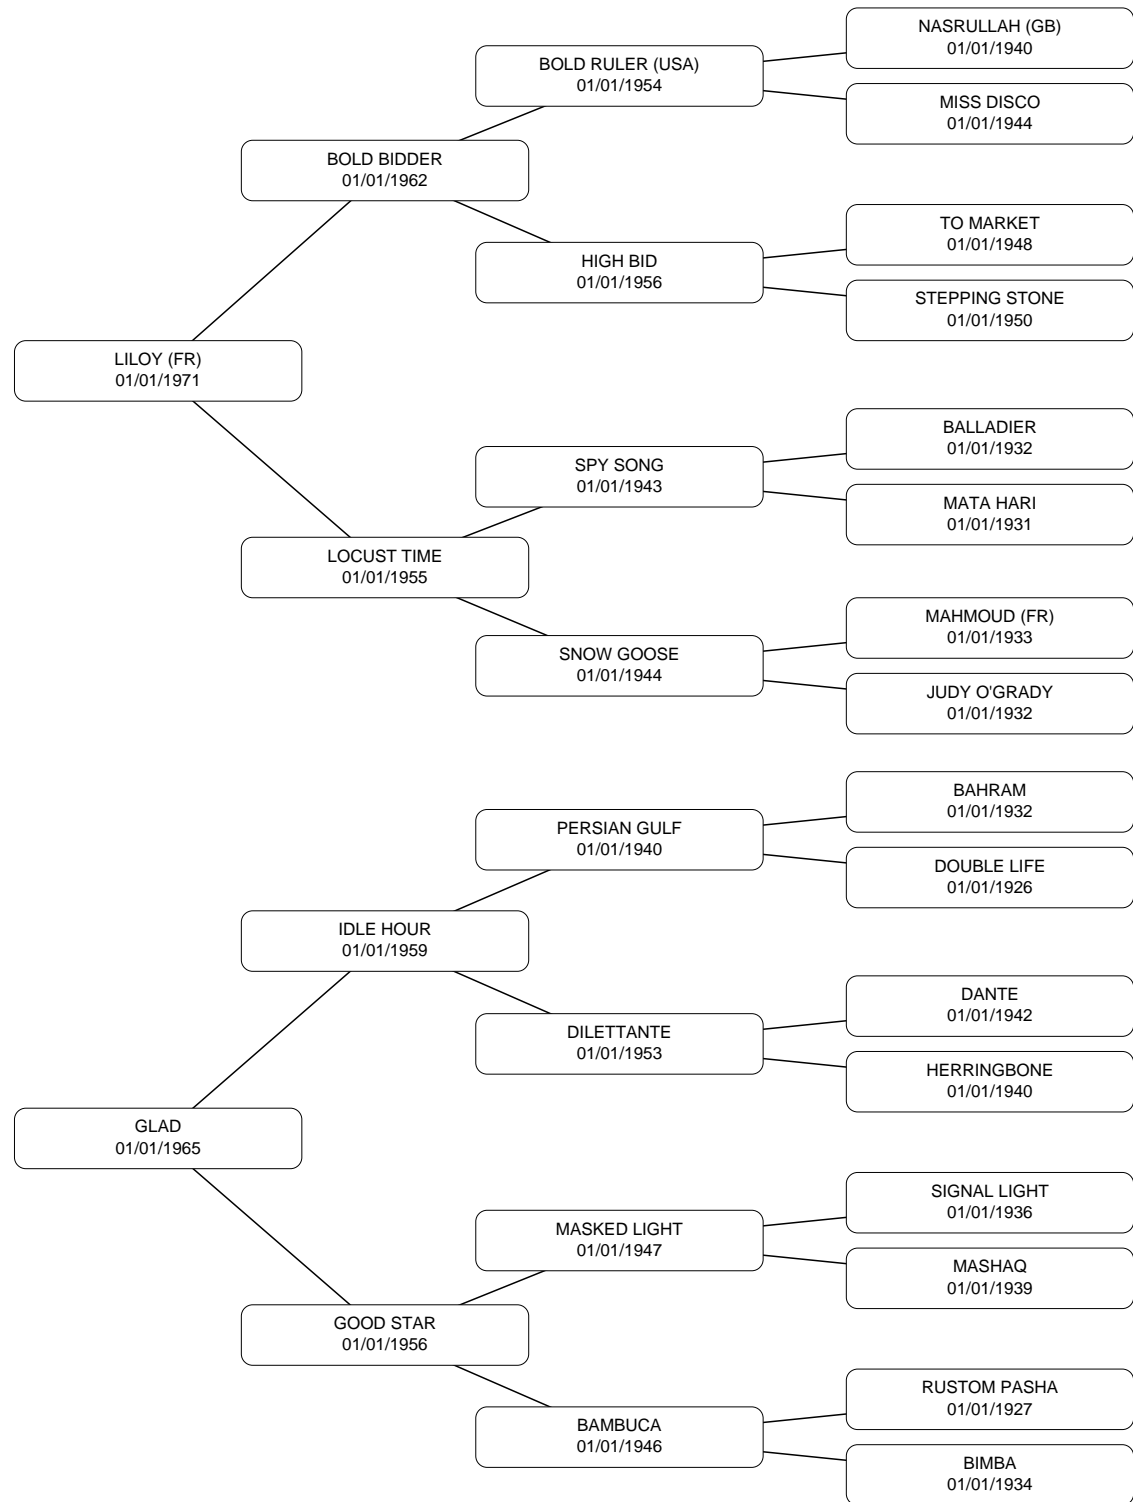 NASRULLAH (GB)
01/01/1940
BOLD RULER (USA)
01/01/1954
MISS DISCO
01/01/1944
BOLD BIDDER
01/01/1962
TO MARKET
01/01/1948
HIGH BID
01/01/1956
STEPPING STONE
01/01/1950
LILOY (FR)
01/01/1971
BALLADIER
01/01/1932
SPY SONG
01/01/1943
MATA HARI
01/01/1931
LOCUST TIME
01/01/1955
MAHMOUD (FR)
01/01/1933
SNOW GOOSE
01/01/1944
JUDY O'GRADY
01/01/1932
BAHRAM
01/01/1932
PERSIAN GULF
01/01/1940
DOUBLE LIFE
01/01/1926
IDLE HOUR
01/01/1959
DANTE
01/01/1942
DILETTANTE
01/01/1953
HERRINGBONE
01/01/1940
GLAD
01/01/1965
SIGNAL LIGHT
01/01/1936
MASKED LIGHT
01/01/1947
MASHAQ
01/01/1939
GOOD STAR
01/01/1956
RUSTOM PASHA
01/01/1927
BAMBUCA
01/01/1946
BIMBA
01/01/1934